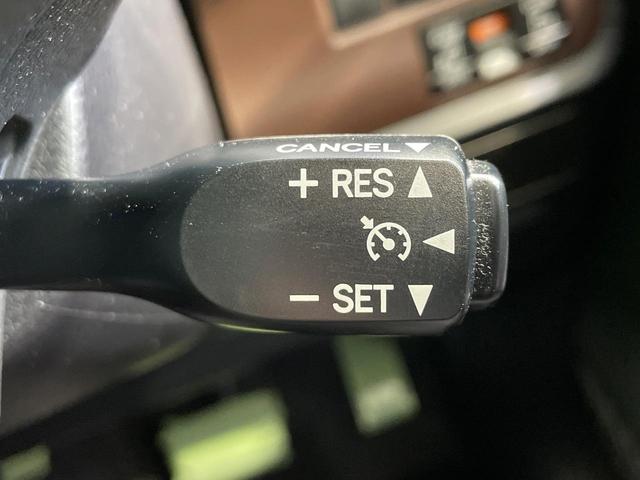 CANCEL ▼
+ RES ▲
◀
− SET ▼